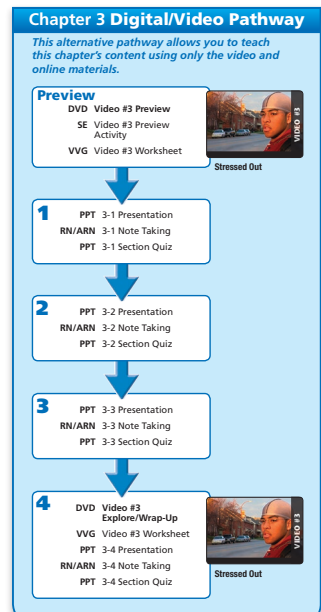 Chapter 3 Digital/Video Pathway
This alternative pathway allows you to teach
this chapter's content using only the video and
online materials.
Preview
DVD Video #3 Preview
SE Video #3 Preview
Activity
VVG Video #3 Worksheet
VIDEO #3
Stressed Out
1
PPT 3-1 Presentation
RN/ARN 3-1 Note Taking
PPT 3-1 Section Quiz
2
PPT 3-2 Presentation
RN/ARN 3-2 Note Taking
PPT 3-2 Section Quiz
3
PPT 3-3 Presentation
RN/ARN 3-3 Note Taking
PPT 3-3 Section Quiz
4
DVD Video #3
Explore/Wrap-Up
VVG Video #3 Worksheet
PPT 3-4 Presentation
RN/ARN 3-4 Note Taking
PPT 3-4 Section Quiz
VIDEO #3
Stressed Out